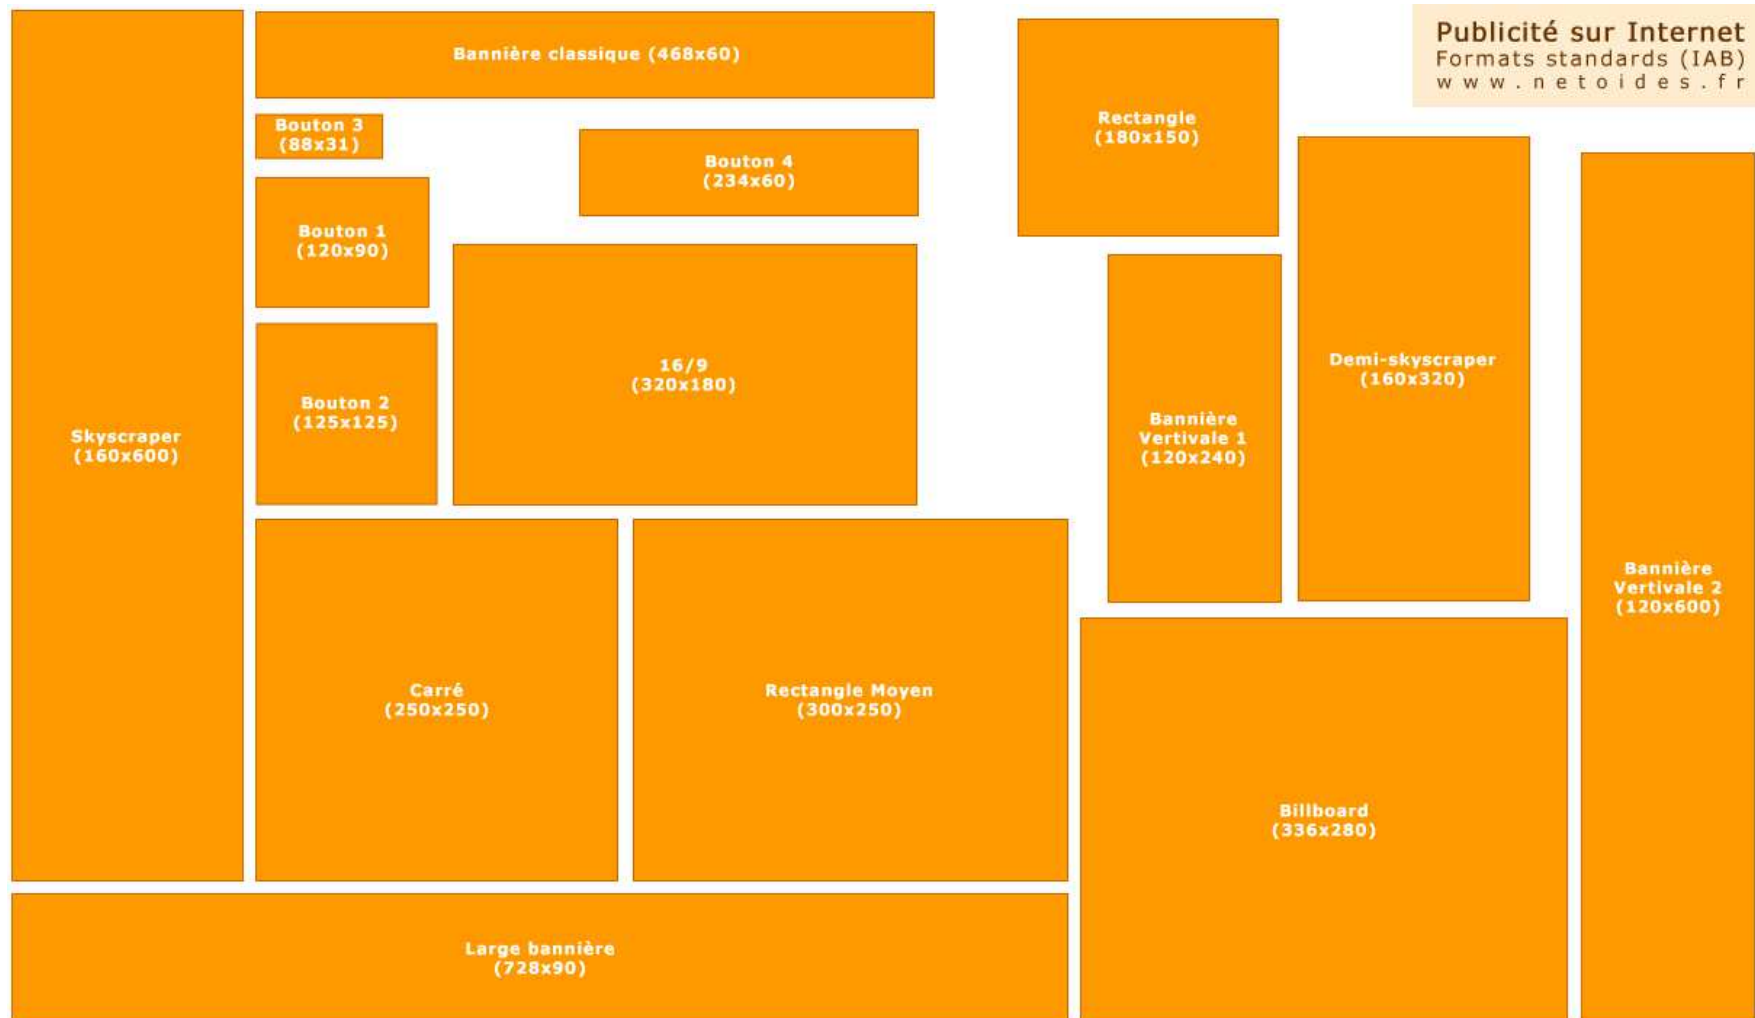 Publicité sur Internet
Formats standards (IAB)
www.netoides.fr
Bannière classique (468x60)
Bouton 3
(88x31)
Bouton 4
(234x60)
Rectangle
(180x150)
Bouton 1
(120x90)
16/9
(320x180)
Demi-skyscraper
(160x320)
Bouton 2
(125x125)
Bannière
Vertivale 1
(120x240)
Skyscraper
(160x600)
Bannière
Vertivale 2
(120x600)
Carré
(250x250)
Rectangle Moyen
(300x250)
Billboard
(336x280)
Large bannière
(728x90)